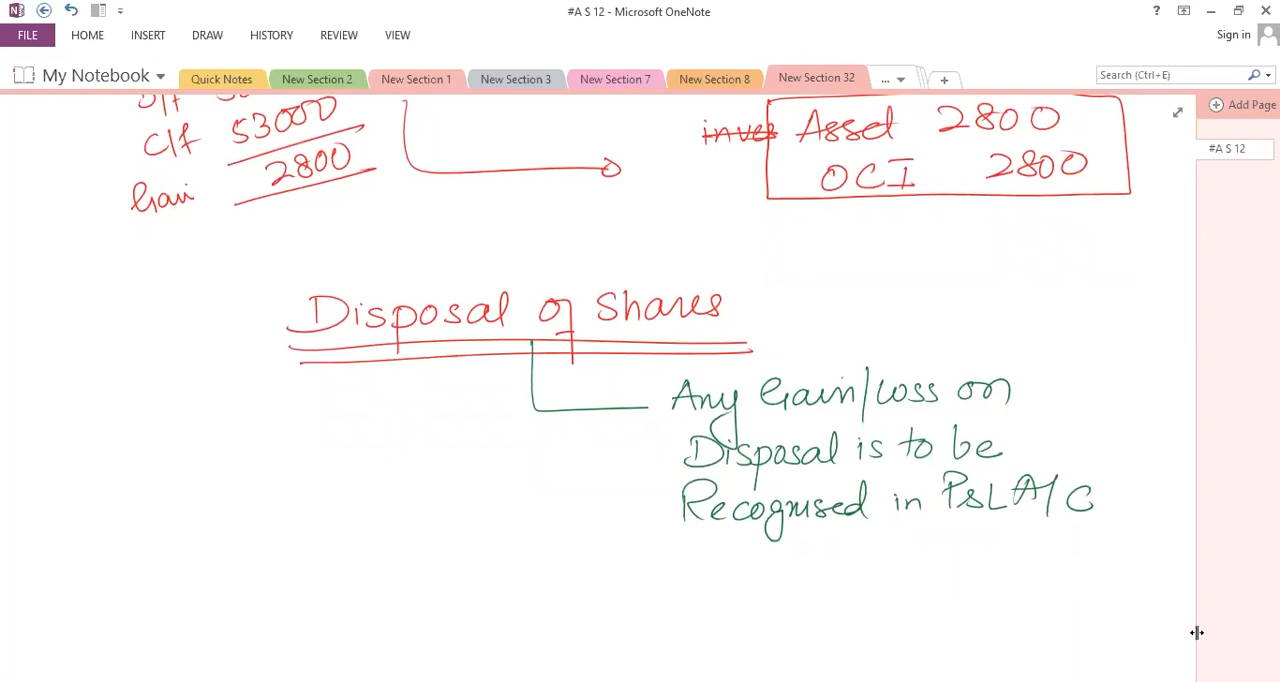 #A S 12 - Microsoft OneNote
FILE HOME INSERT DRAW HISTORY REVIEW VIEW Sign in
My Notebook Quick Notes New Section 2 New Section 1 New Section 3 New Section 7 New Section 8 New Section 32 ... Search (Ctrl+E)
Add Page
#A S 12
C/f 53000
2800
Gain
inves Asset 2800
OCI 2800
Disposal of Shares
Any Gain/Loss on
Disposal is to be
Recognised in P&L A/C